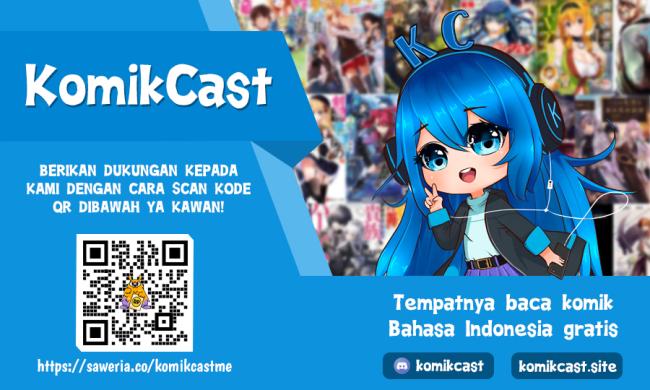 KomikCast
BERIKAN DUKUNGAN KEPADA
KAMI DENGAN CARA SCAN KODE
QR DIBAWAH YA KAWAN!
https://saweria.co/komikcastme
KC
K
Tempatnya baca komik
Bahasa Indonesia gratis
komikcast
komikcast.site